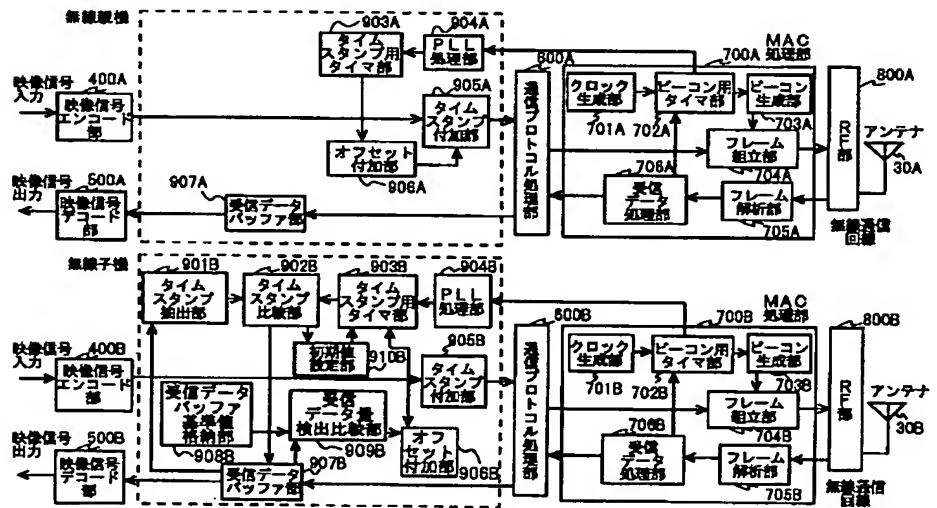 無線親機
903A
タイム
スタンプ用
タイマ部
904A
PLL
処理部
映像信号
入力
400A
映像信号
エンコード
部
905A
タイム
スタンプ
付加部
オフセット
付加部
906A
映像信号
出力
500A
映像信号
デコード
部
907A
受信データ
バッファ部
600A
通信プロトコル処理部
MAC
処理部
700A
クロック
生成部
701A
ビーコン用
タイマ部
702A
ビーコン
生成部
703A
フレーム
組立部
704A
706A
受信
データ
処理部
フレーム
解析部
705A
800A
RF部
アンテナ
30A
無線通信
回線
無線子機
901B
タイム
スタンプ
抽出部
902B
タイム
スタンプ
比較部
903B
タイム
スタンプ用
タイマ部
904B
PLL
処理部
初期値
設定部
910B
映像信号
入力
400B
映像信号
エンコード
部
905B
タイム
スタンプ
付加部
受信データ
バッファ
基準値
格納部
908B
受信
データ量
検出比較部
909B
オフ
セット
付加部
906B
映像信号
出力
500B
映像信号
デコード
部
907B
受信データ
バッファ部
600B
通信プロトコル処理部
MAC
処理部
700B
クロック
生成部
701B
ビーコン用
タイマ部
702B
ビーコン
生成部
703B
フレーム
組立部
704B
706B
受信
データ
処理部
フレーム
解析部
705B
800B
RF部
アンテナ
30B
無線通信
回線